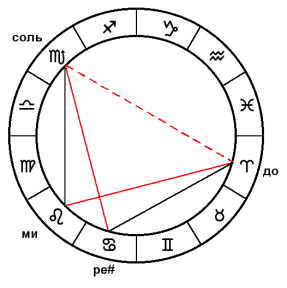 соль
♐ ♑
♏ ♒
♎ ♓
♍ ♈
до
♌ ♉
ми
♋ ♊
ре#